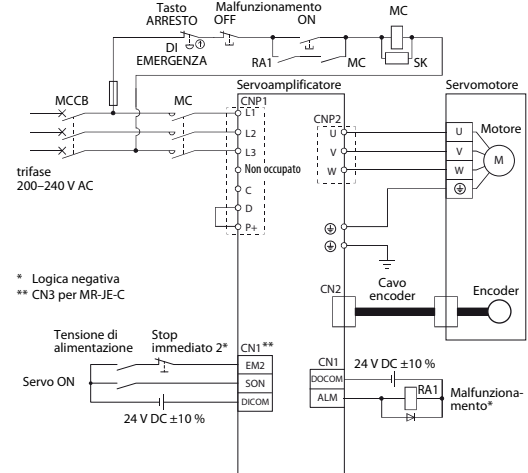 Tasto
ARRESTO
DI
EMERGENZA
①
Malfunzionamento
OFF
ON
MC
RA1
MC
SK
MCCB
MC
trifase
200–240 V AC
Servoamplificatore
CNP1
L1
L2
L3
Non occupato
C
D
P+
CNP2
U
V
W
Servomotore
U
V
W
Motore
M
CN2
Cavo
encoder
Encoder
* Logica negativa
** CN3 per MR-JE-C
Tensione di
alimentazione
Stop
immediato 2*
Servo ON
24 V DC ±10 %
CN1**
EM2
SON
DICOM
CN1
DOCOM
ALM
24 V DC ±10 %
RA1
Malfunziona-
mento*